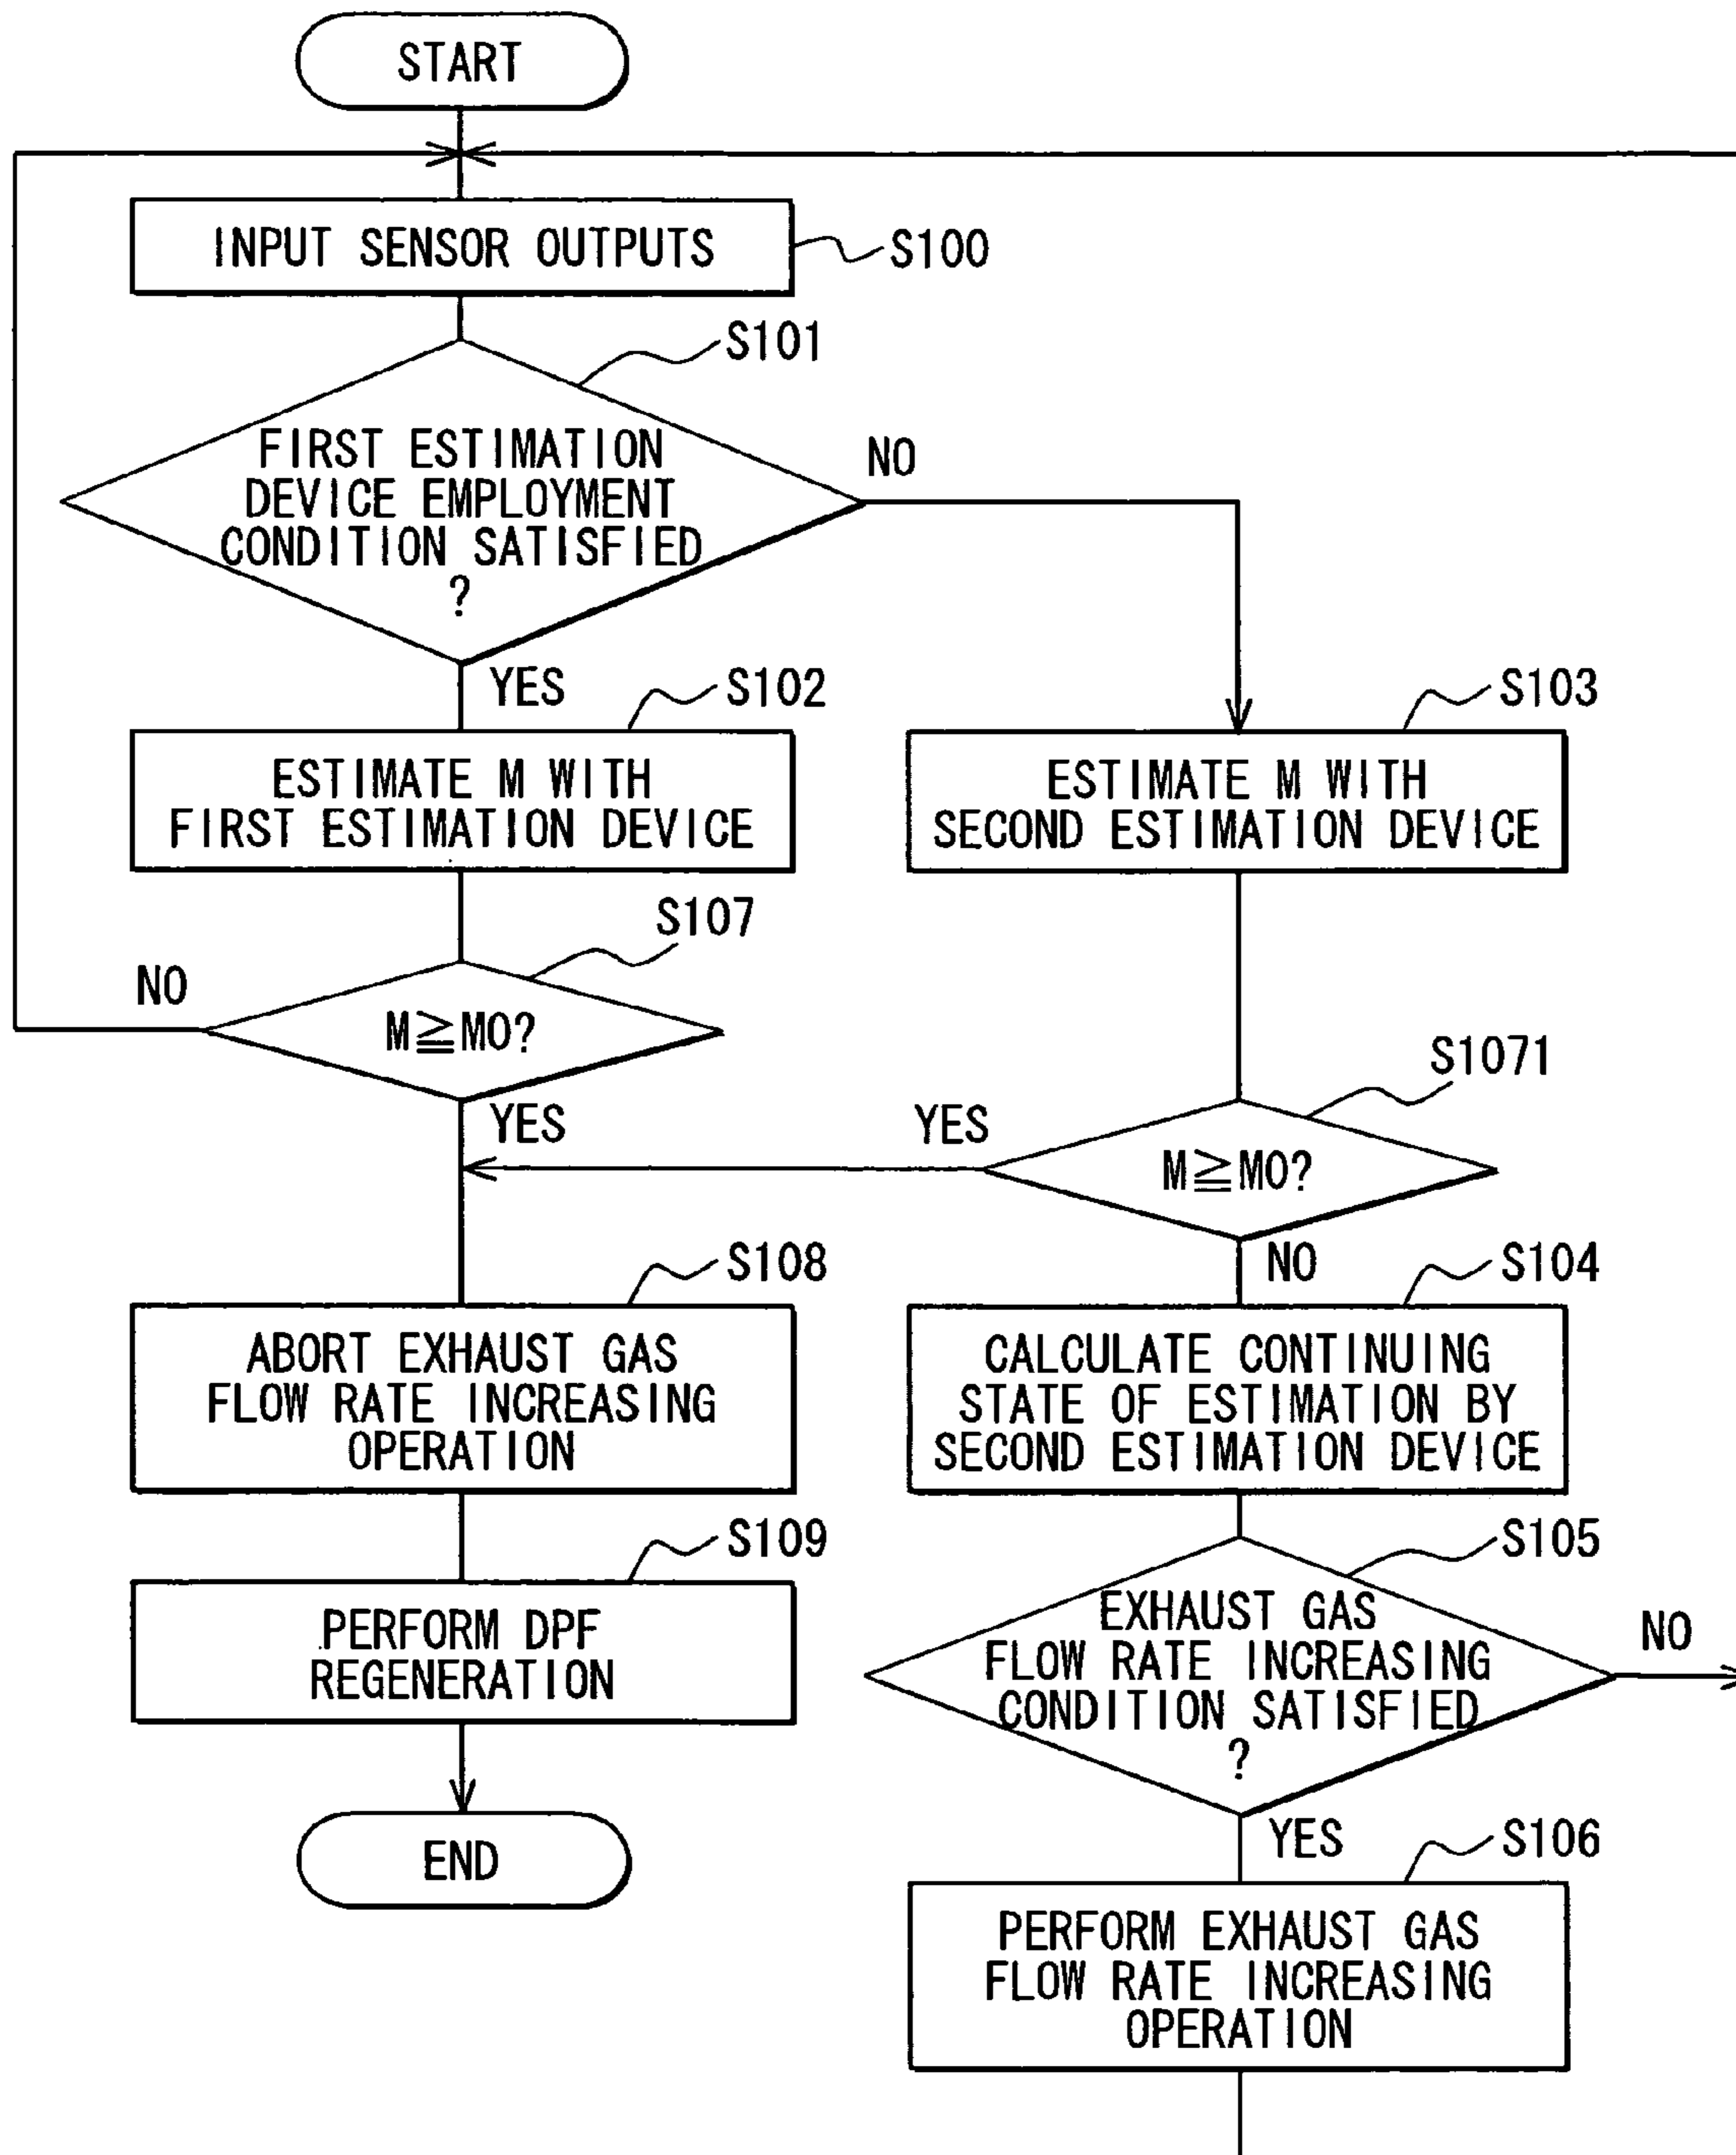 START
INPUT SENSOR OUTPUTS
S100
S101
FIRST ESTIMATION
DEVICE EMPLOYMENT
CONDITION SATISFIED
?
NO
YES
S102
S103
ESTIMATE M WITH
FIRST ESTIMATION DEVICE
ESTIMATE M WITH
SECOND ESTIMATION DEVICE
S107
NO
M≧MO?
YES
S1071
YES
M≧MO?
NO
S108
S104
ABORT EXHAUST GAS
FLOW RATE INCREASING
OPERATION
CALCULATE CONTINUING
STATE OF ESTIMATION BY
SECOND ESTIMATION DEVICE
S109
S105
PERFORM DPF
REGENERATION
EXHAUST GAS
FLOW RATE INCREASING
CONDITION SATISFIED
?
NO
YES
END
S106
PERFORM EXHAUST GAS
FLOW RATE INCREASING
OPERATION